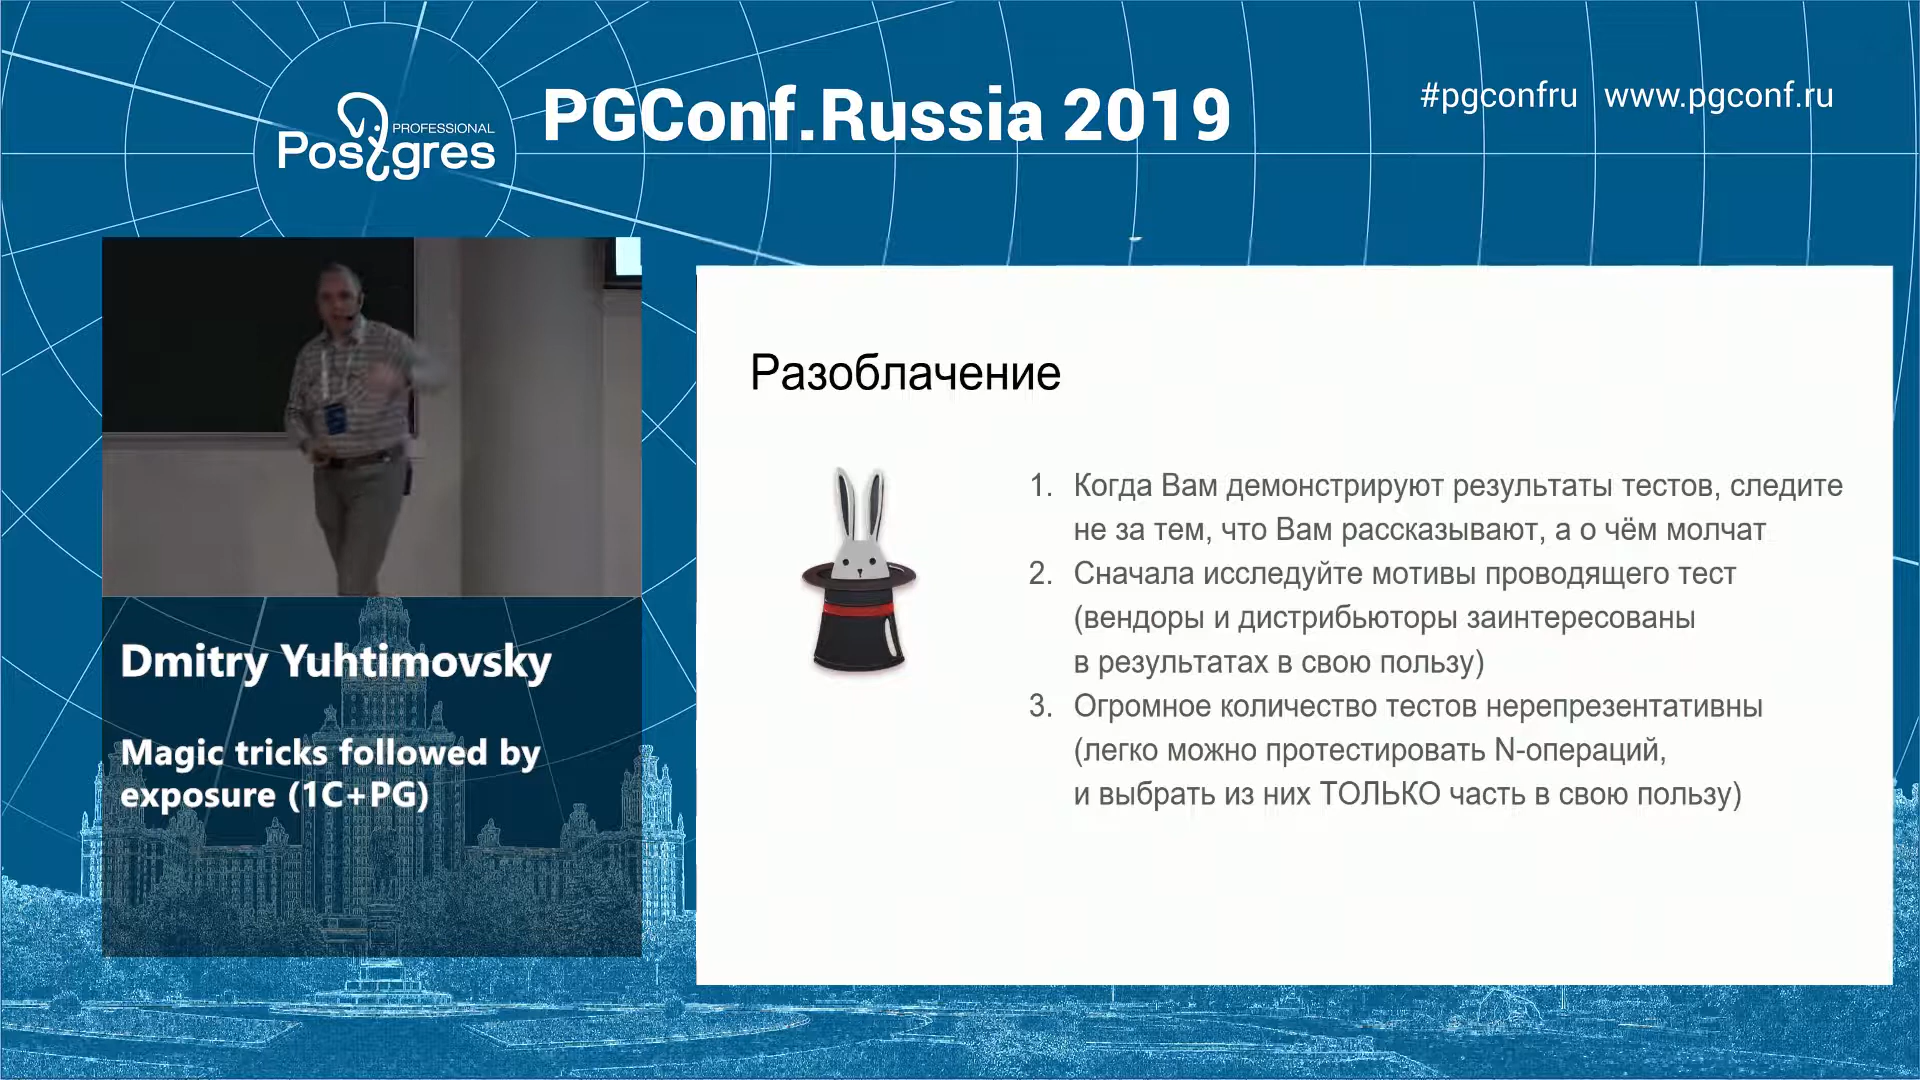 PROFESSIONAL
Postgres
PGConf.Russia 2019
#pgconfru www.pgconf.ru
Dmitry Yuhtimovsky
Magic tricks followed by
exposure (1C+PG)
Разоблачение
1. Когда Вам демонстрируют результаты тестов, следите
не за тем, что Вам рассказывают, а о чём молчат
2. Сначала исследуйте мотивы проводящего тест
(вендоры и дистрибьюторы заинтересованы
в результатах в свою пользу)
3. Огромное количество тестов нерепрезентативны
(легко можно протестировать N-операций,
и выбрать из них ТОЛЬКО часть в свою пользу)